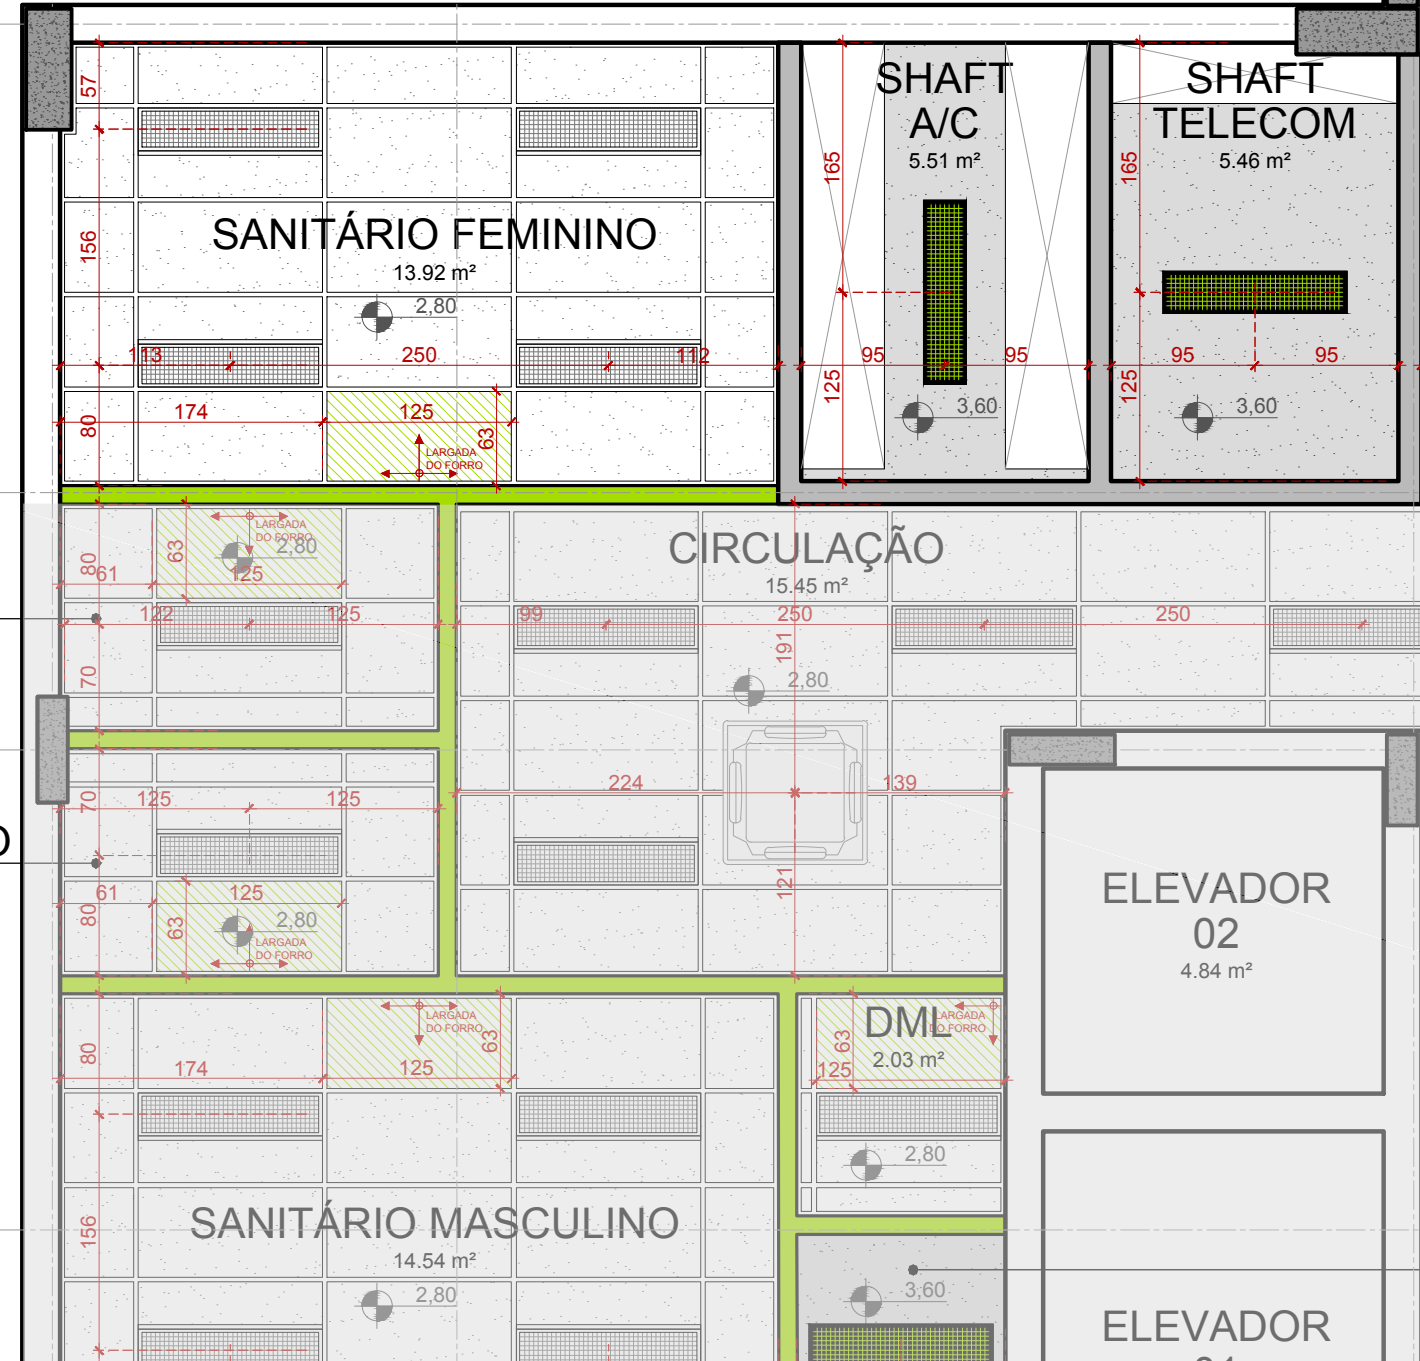 SHAFT
A/C
5.51 m²
SHAFT
TELECOM
5.46 m²
57
165
165
156
SANITÁRIO FEMININO
13.92 m²
2,80
113
250
112
95
95
95
95
125
125
3,60
3,60
174
125
80
63
LARGADA
DO FORRO
LARGADA
DO FORRO
2,80
80
63
61
125
122
125
70
CIRCULAÇÃO
15.45 m²
99
250
250
191
2,80
224
139
121
70
125
125
61
125
80
63
2,80
LARGADA
DO FORRO
O
ELEVADOR
02
4.84 m²
LARGADA
DO FORRO
80
63
174
125
DML
2.03 m²
LARGADA
DO FORRO
63
125
2,80
156
SANITÁRIO MASCULINO
14.54 m²
2,80
3,60
ELEVADOR